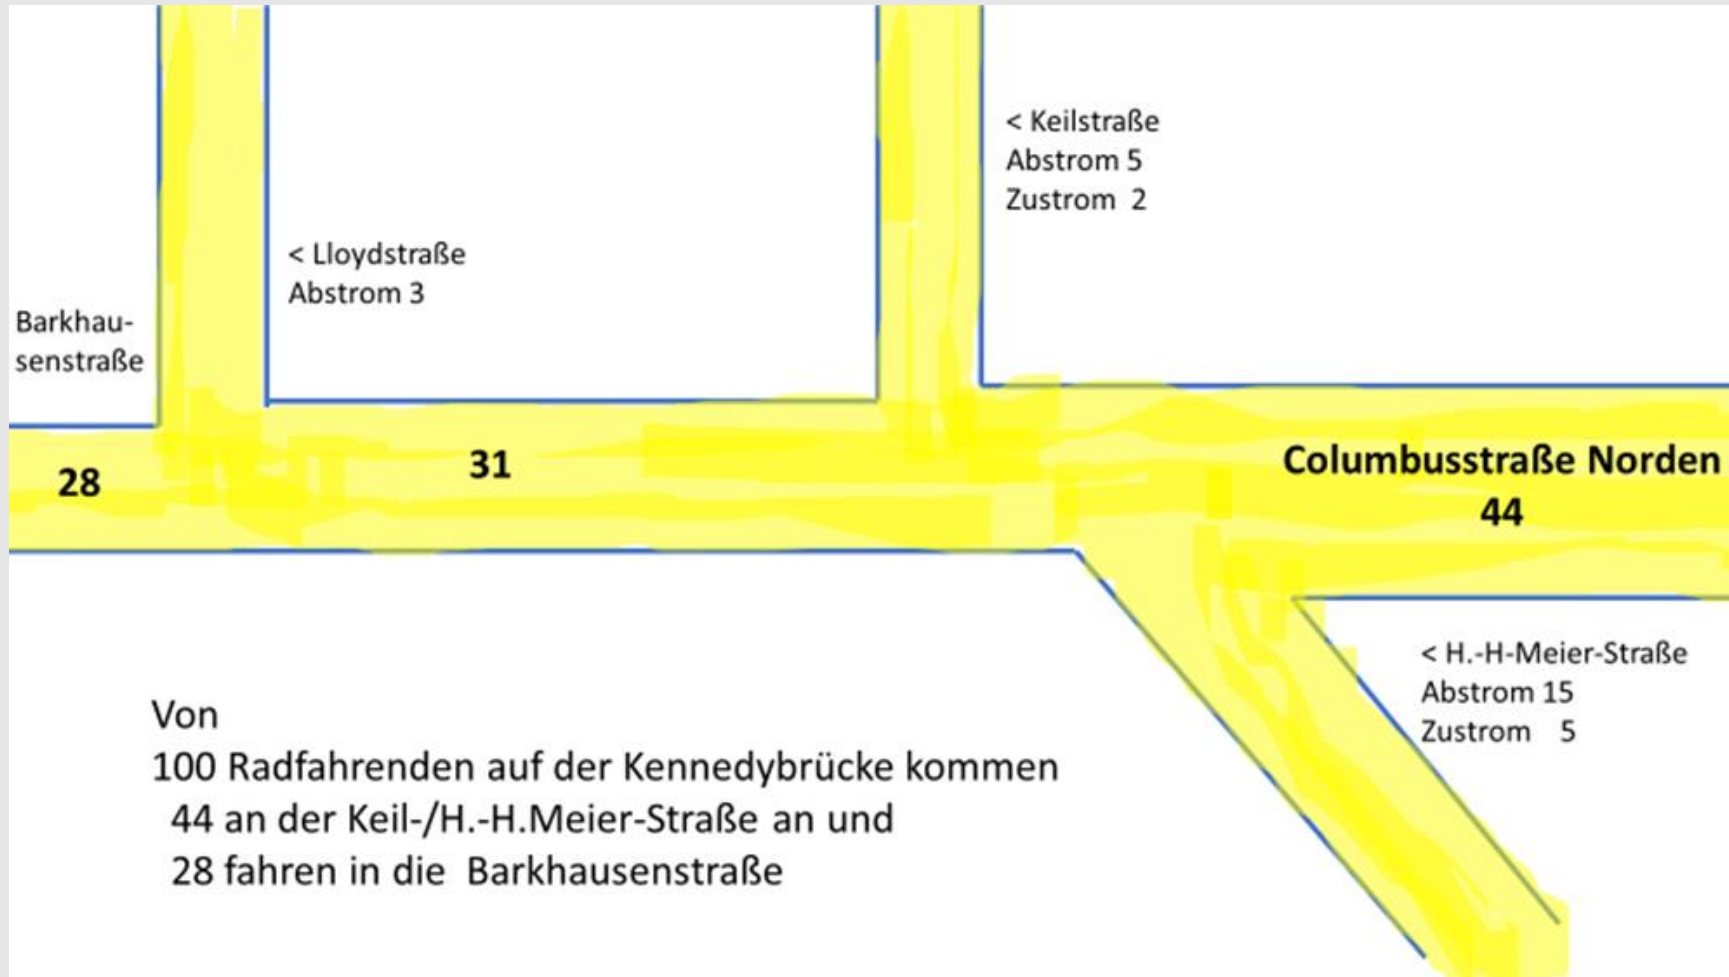 < Keilstraße
Abstrom 5
Zustrom 2
< Lloydstraße
Abstrom 3
Barkhau-
senstraße
28
31
Columbusstraße Norden
44
< H.-H-Meier-Straße
Abstrom 15
Zustrom 5
Von
100 Radfahrenden auf der Kennedybrücke kommen
44 an der Keil-/H.-H.Meier-Straße an und
28 fahren in die Barkhausenstraße